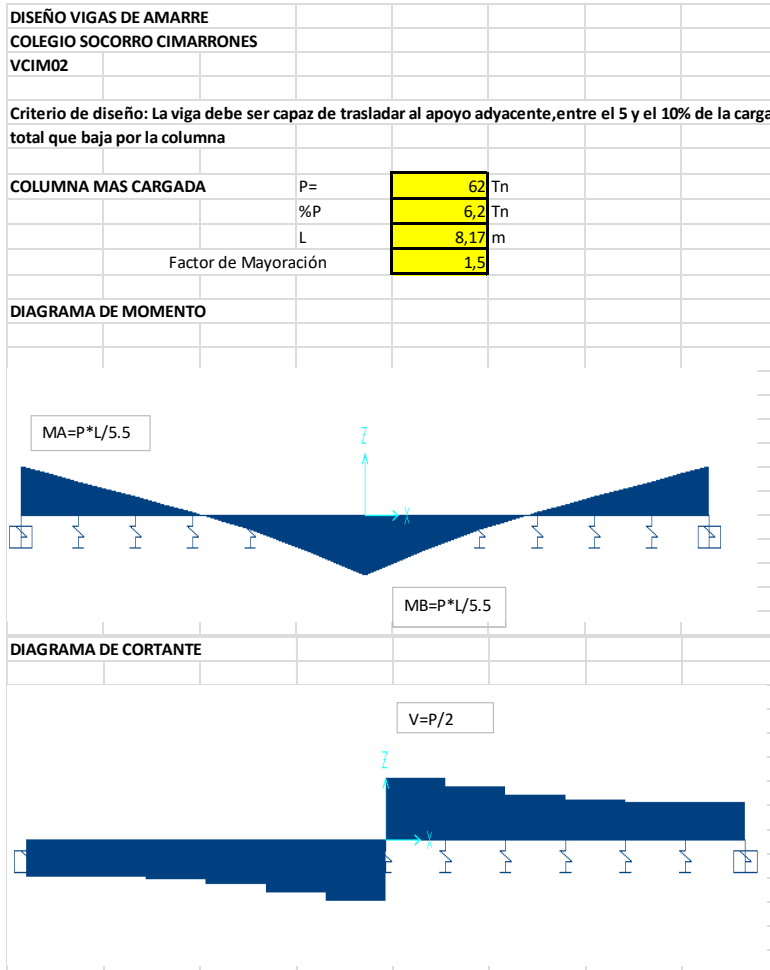 DISEÑO VIGAS DE AMARRE
COLEGIO SOCORRO CIMARRONES
VCIM02
Criterio de diseño: La viga debe ser capaz de trasladar al apoyo adyacente,entre el 5 y el 10% de la carga
total que baja por la columna
COLUMNA MAS CARGADA P= 62 Tn
%P 6,2 Tn
L 8,17 m
Factor de Mayoración 1,5
DIAGRAMA DE MOMENTO
MA=P*L/5.5
Z
X
MB=P*L/5.5
DIAGRAMA DE CORTANTE
V=P/2
Z
X